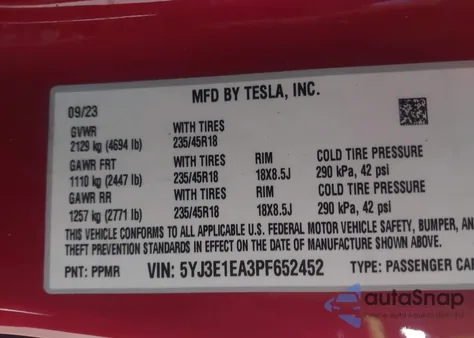 MFD BY TESLA, INC.
09/23
GVWR WITH TIRES
2129 kg (4694 lb) 235/45R18
GAWR FRT WITH TIRES RIM COLD TIRE PRESSURE
1110 kg (2447 lb) 235/45R18 18X8.5J 290 kPa, 42 psi
GAWR RR WITH TIRES RIM COLD TIRE PRESSURE
1257 kg (2771 lb) 235/45R18 18X8.5J 290 kPa, 42 psi
THIS VEHICLE CONFORMS TO ALL APPLICABLE U.S. FEDERAL MOTOR VEHICLE SAFETY, BUMPER, AN
THEFT PREVENTION STANDARDS IN EFFECT ON THE DATE OF MANUFACTURE SHOWN ABOVE.
PNT: PPMR VIN: 5YJ3E1EA3PF652452 TYPE: PASSENGER CAR
autoSnap